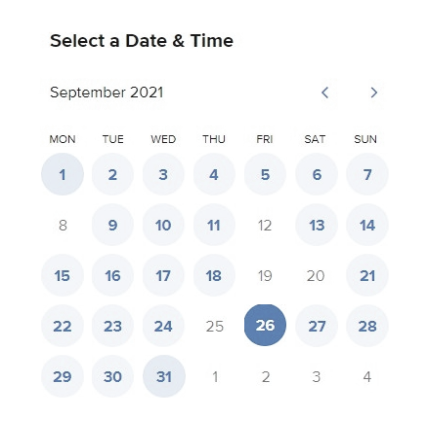 Select a Date & Time
September 2021
MON TUE WED THU FRI SAT SUN
1 2 3 4 5 6 7
8 9 10 11 12 13 14
15 16 17 18 19 20 21
22 23 24 25 26 27 28
29 30 31 1 2 3 4